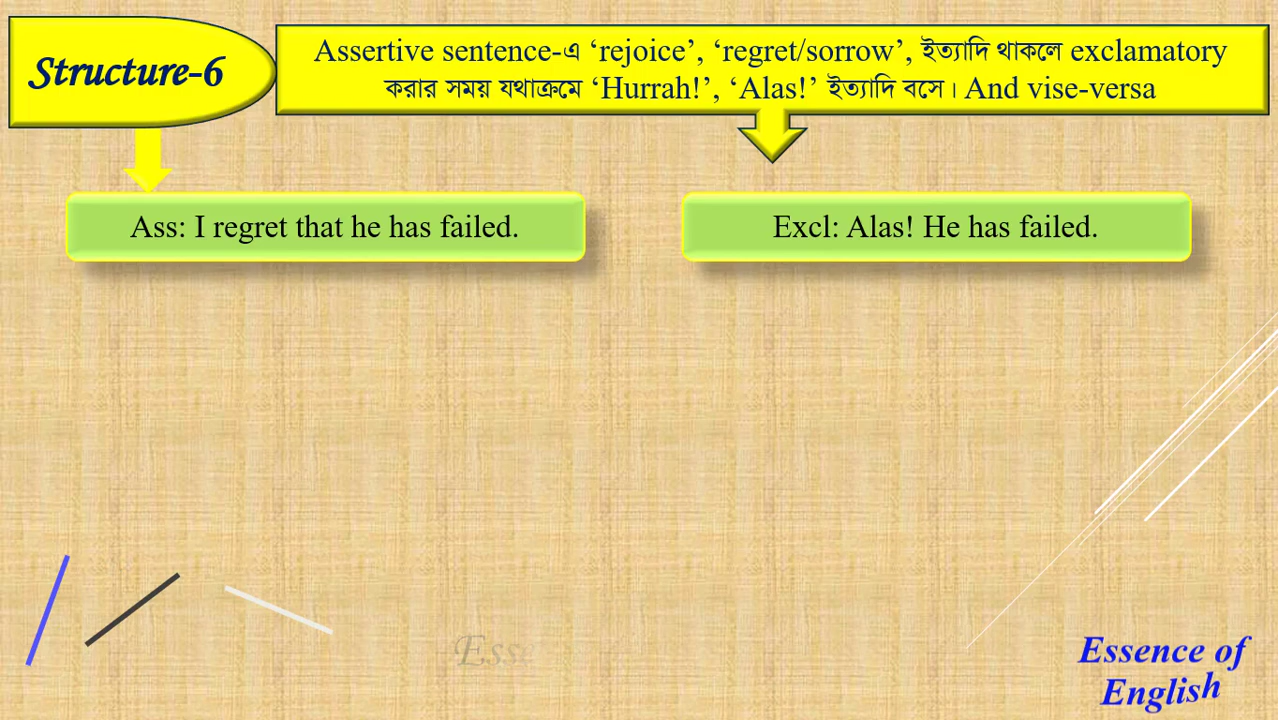 Structure-6
Assertive sentence-এ ‘rejoice’, ‘regret/sorrow’, ইত্যাদি থাকলে exclamatory
করার সময় যথাক্রমে ‘Hurrah!’, ‘Alas!’ ইত্যাদি বসে। And vise-versa
Ass: I regret that he has failed.
Excl: Alas! He has failed.
Ess
Essence of
English